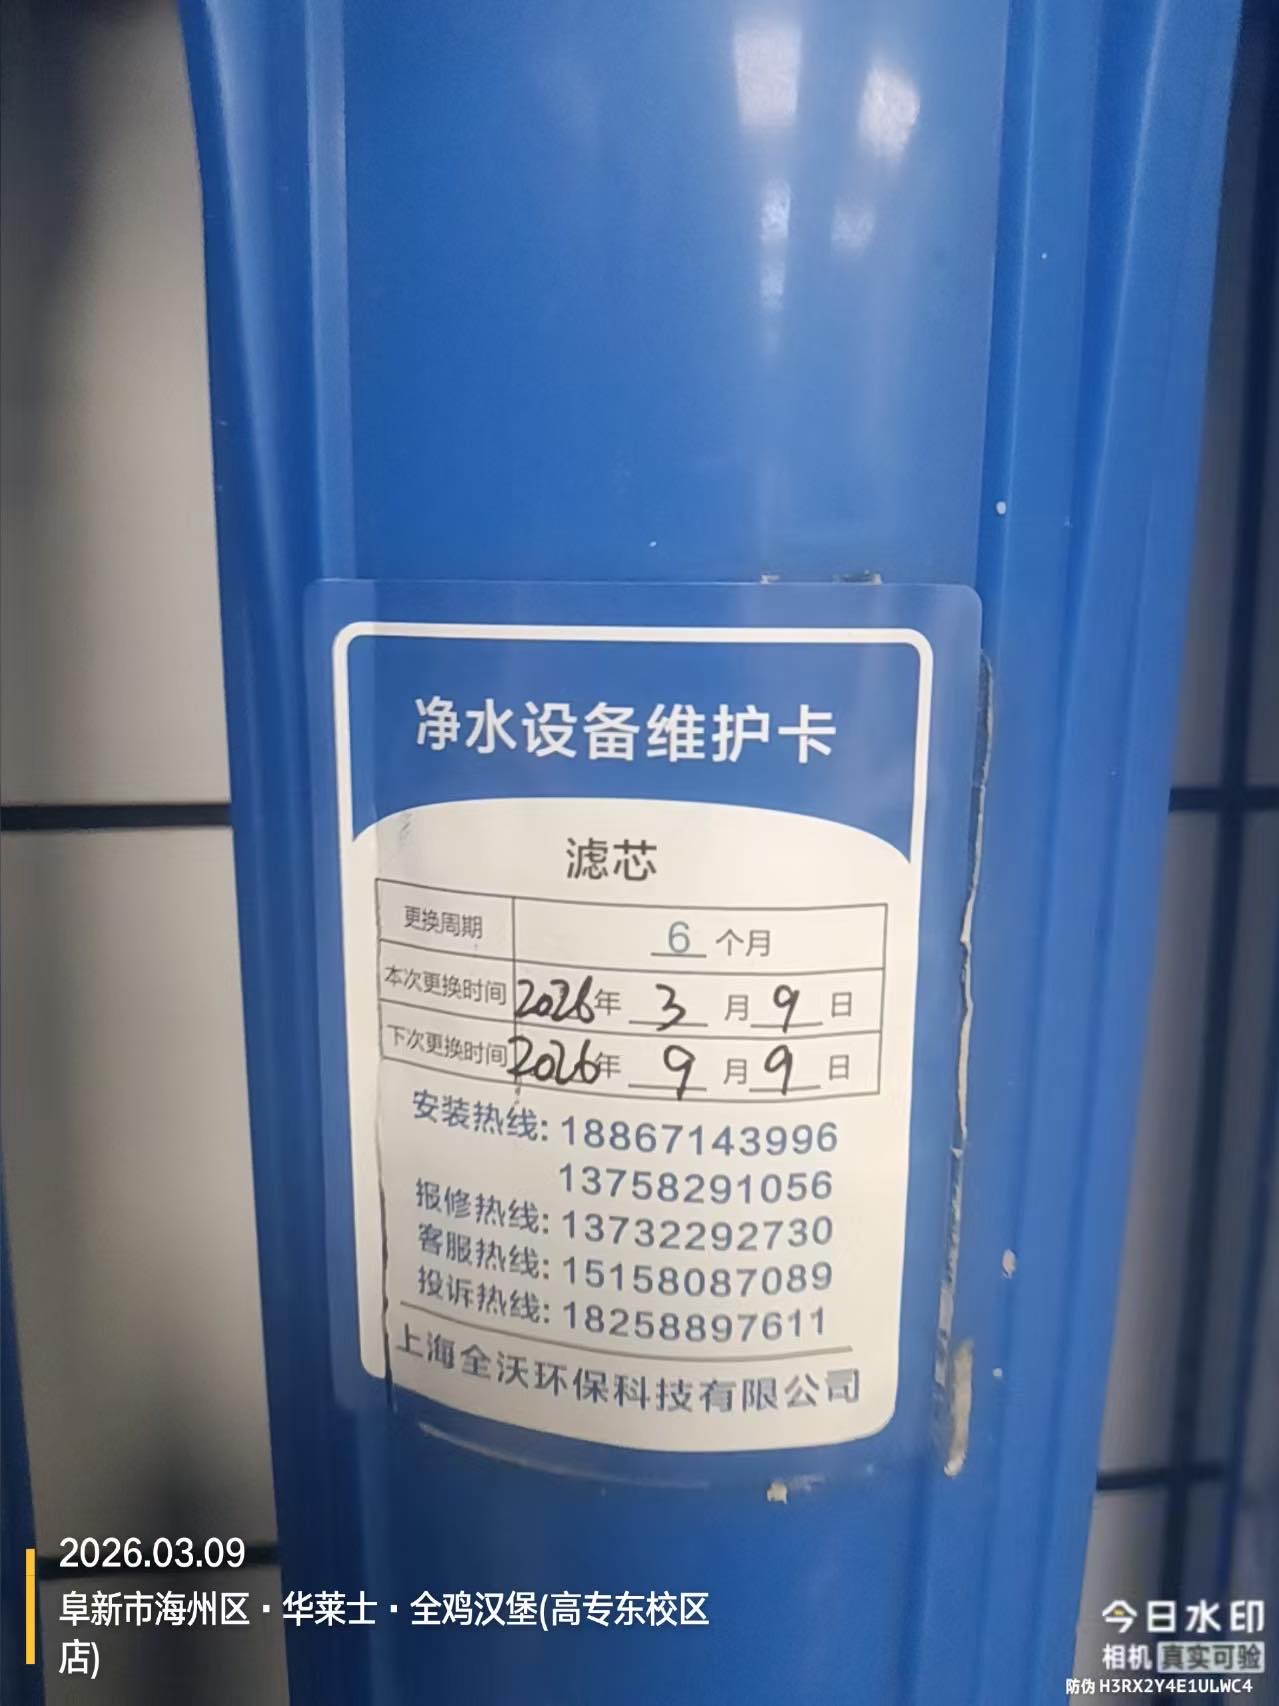 净水设备维护卡
滤芯
更换周期 6 个月
本次更换时间 2026年 3 月 9 日
下次更换时间 2026年 9 月 9 日
安装热线: 18867143996
13758291056
报修热线: 13732292730
客服热线: 15158087089
投诉热线: 18258897611
上海全沃环保科技有限公司
2026.03.09
阜新市海州区·华莱士·全鸡汉堡(高专东校区
店)
今日水印
相机 真实可验
防伪 H3RX2Y4E1ULWC4